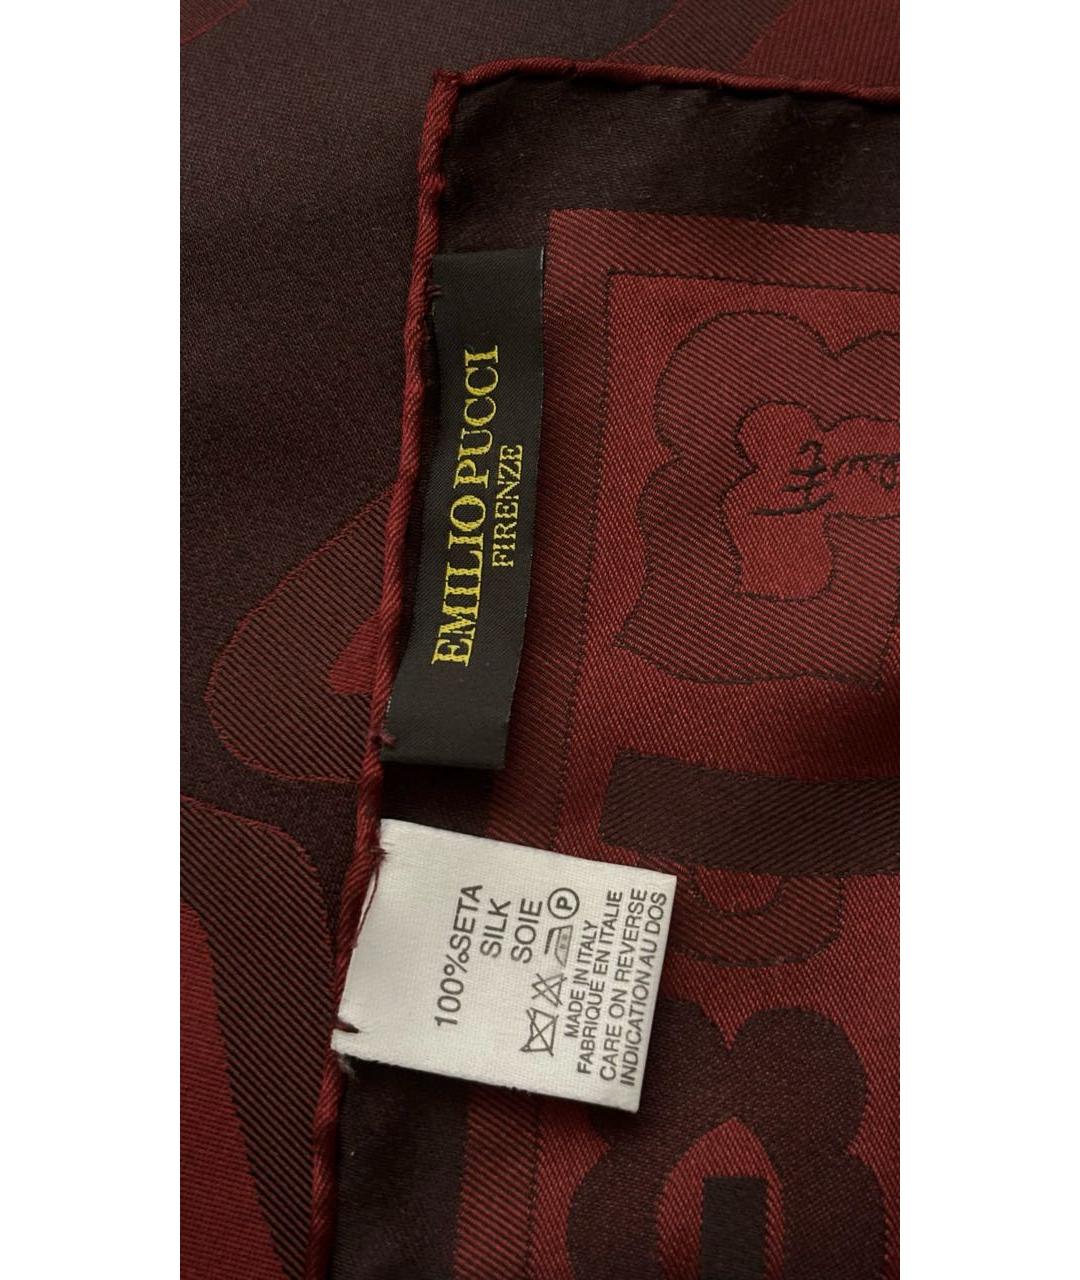 EMILIO PUCCI
FIRENZE
100%SETA
SILK
SOIE
P
MADE IN ITALY
FABRIQUE EN ITALIE
CARE ON REVERSE
INDICATION AU DOS